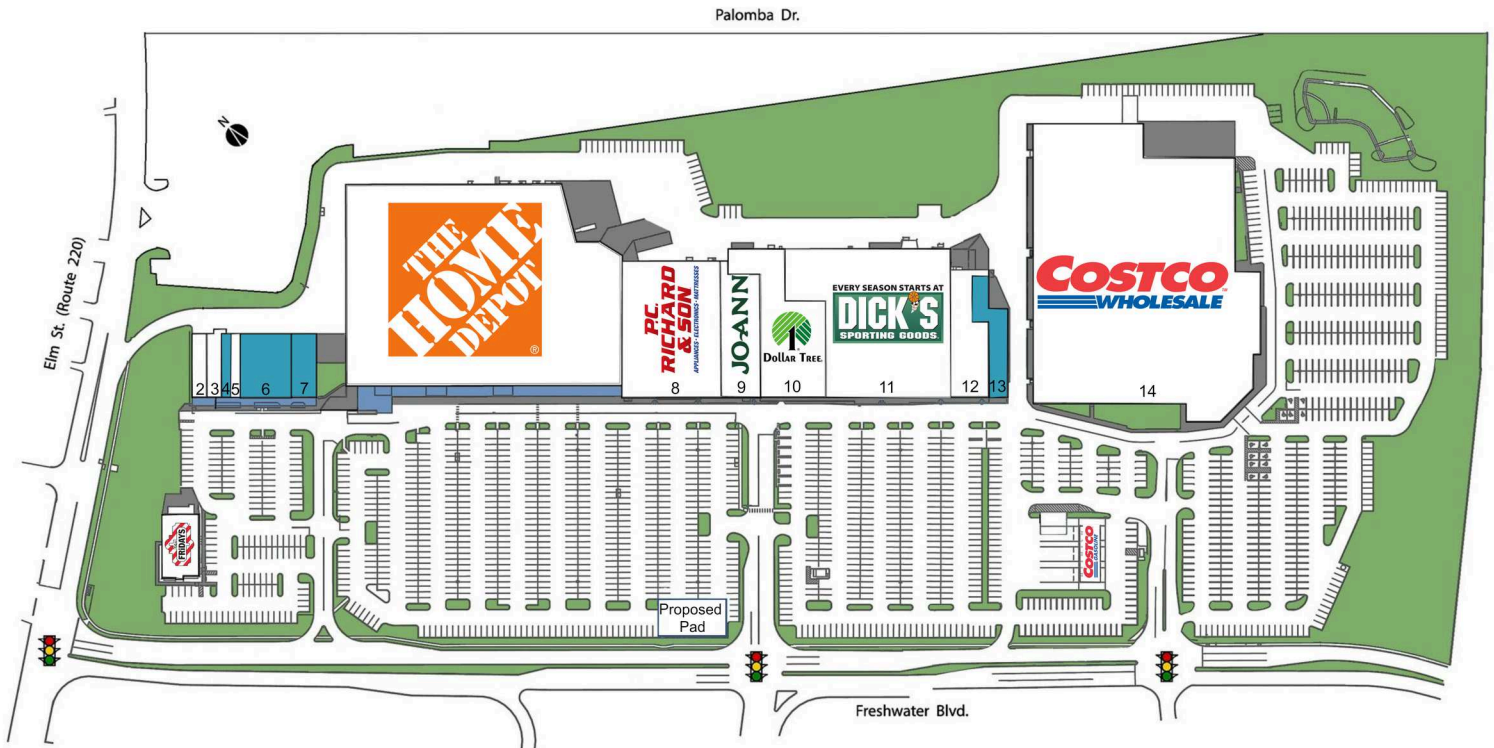 Palomba Dr.
N
Elm St. (Route 220)
THE
HOME
DEPOT
®
P.C.
RICHARD
& SON
APPLIANCES • ELECTRONICS • MATTRESSES
JO-ANN
1
DOLLAR TREE
EVERY SEASON STARTS AT
DICK'S
SPORTING GOODS
COSTCO
WHOLESALE
2 3 4 5 6 7 8 9 10 11 12 13 14
FRIDAYS
COSTCO
GASOLINE
Proposed
Pad
Freshwater Blvd.